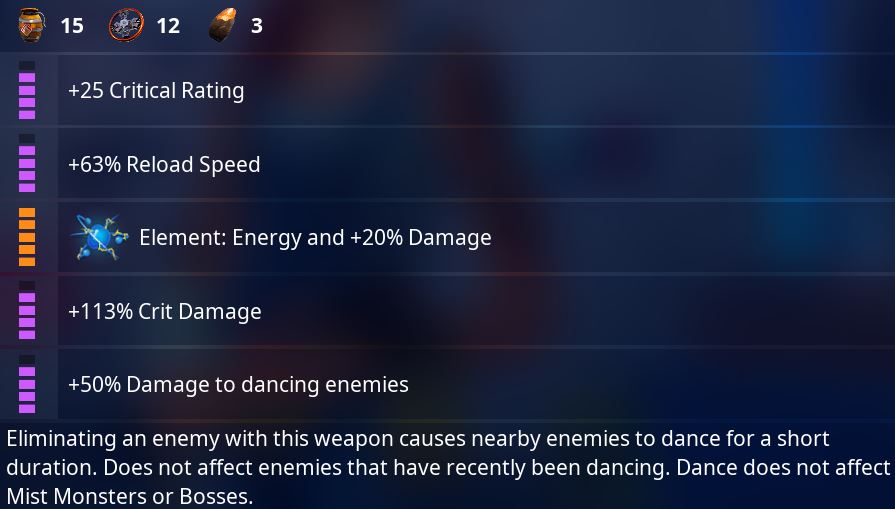 15 12 3
+25 Critical Rating
+63% Reload Speed
Element: Energy and +20% Damage
+113% Crit Damage
+50% Damage to dancing enemies
Eliminating an enemy with this weapon causes nearby enemies to dance for a short
duration. Does not affect enemies that have recently been dancing. Dance does not affect
Mist Monsters or Bosses.